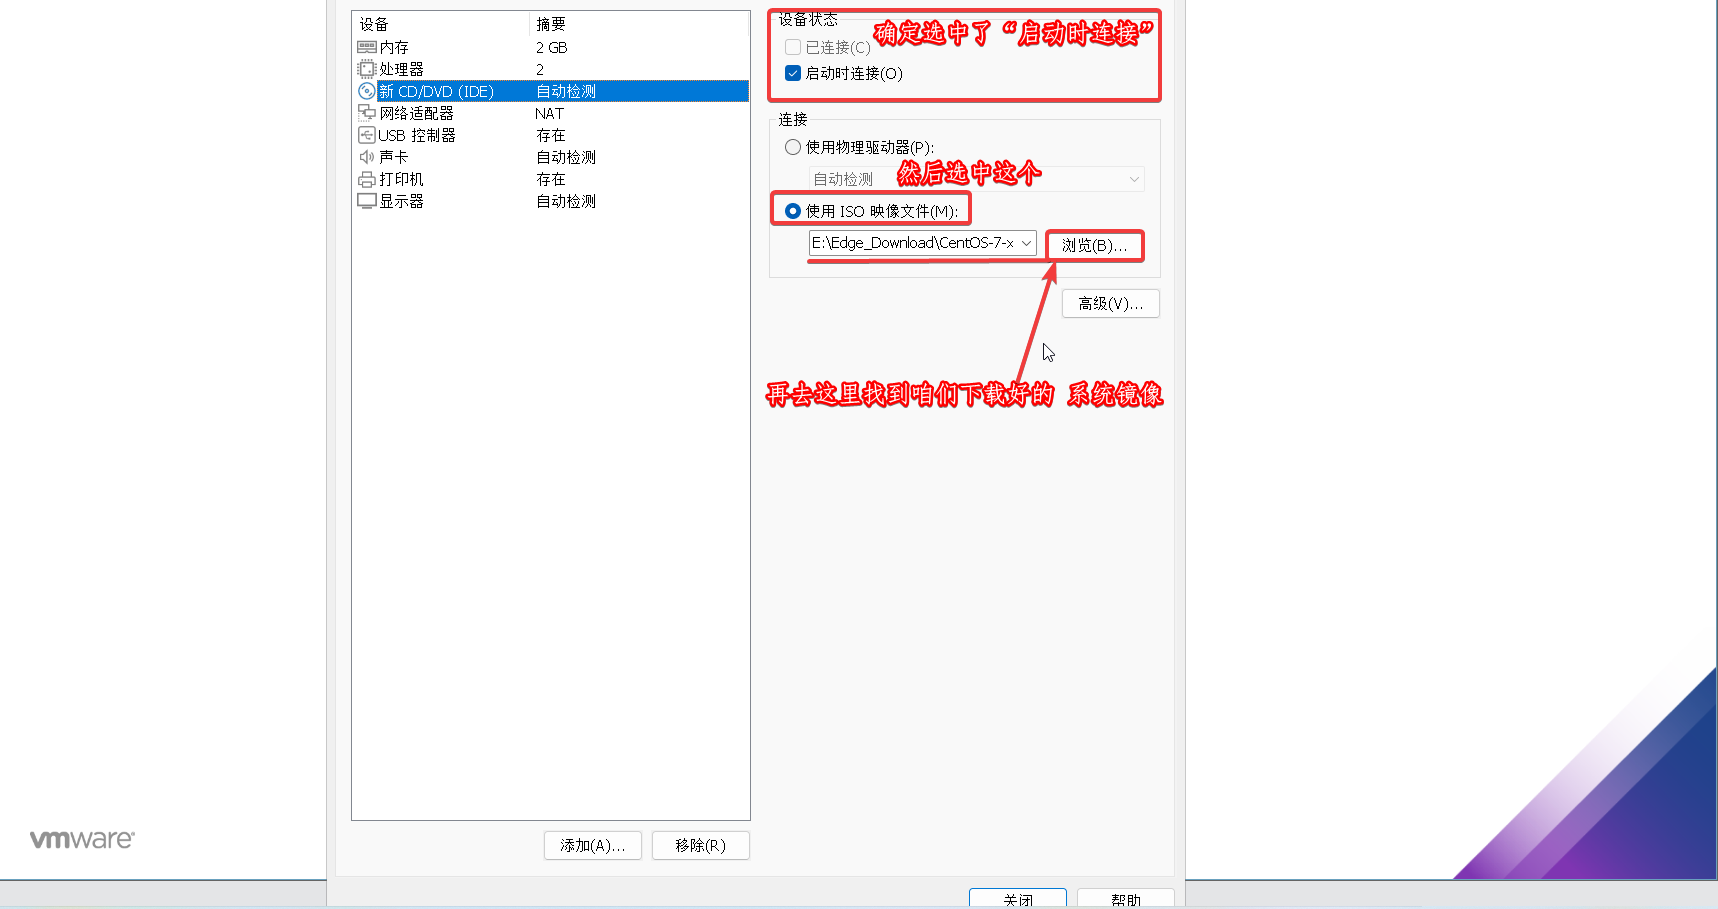 设备 摘要
内存 2 GB
处理器 2
新 CD/DVD (IDE) 自动检测
网络适配器 NAT
USB 控制器 存在
声卡 自动检测
打印机 存在
显示器 自动检测
添加(A)... 移除(R)
设备状态
确定选中了“启动时连接”
已连接(C)
启动时连接(O)
连接
使用物理驱动器(P):
自动检测
然后选中这个
使用 ISO 映像文件(M):
E:\Edge_Download\CentOS-7-x 浏览(B)...
高级(V)...
再去这里找到咱们下载好的 系统镜像
vmware
关闭 帮助